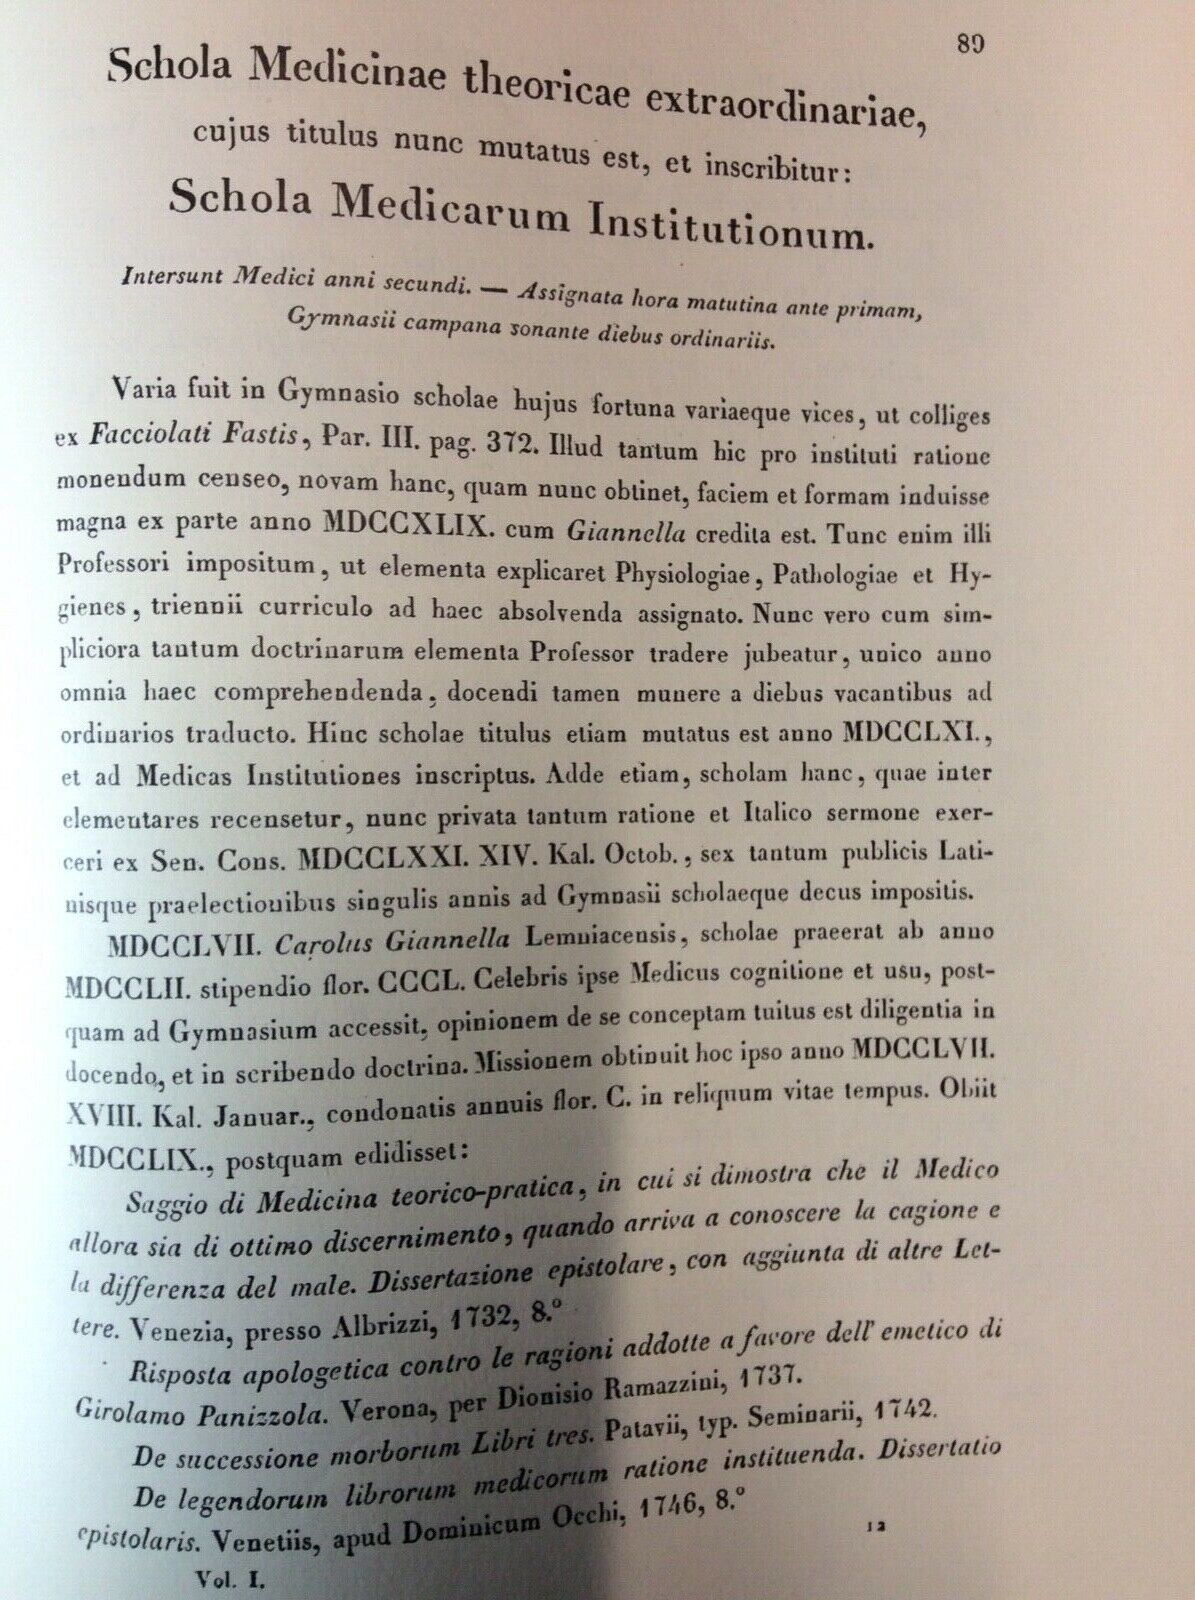 89
Schola Medicinae theoricae extraordinariae,
cujus titulus nunc mutatus est, et inscribitur:
Schola Medicarum Institutionum.
Intersunt Medici anni secundi. — Assignata hora matutina ante primam,
Gymnasii campana sonante diebus ordinariis.
Varia fuit in Gymnasio scholae hujus fortuna variaeque vices, ut colliges
ex Facciolati Fastis, Par. III. pag. 372. Illud tantum hic pro instituti ratione
monendum censeo, novam hanc, quam nunc obtinet, faciem et formam induisse
magna ex parte anno MDCCXLIX. cum Giannella credita est. Tunc enim illi
Professori impositum, ut elementa explicaret Physiologiae, Pathologiae et Hy-
gienes, triennii curriculo ad haec absolvenda assignato. Nunc vero cum sim-
pliciora tantum doctrinarum elementa Professor tradere jubeatur, unico anno
omnia haec comprehendenda, docendi tamen munere a diebus vacantibus ad
ordinarios traducto. Hinc scholae titulus etiam mutatus est anno MDCCLXI.,
et ad Medicas Institutiones inscriptus. Adde etiam, scholam hanc, quae inter
elementares recensetur, nunc privata tantum ratione et Italico sermone exer-
ceri ex Sen. Cons. MDCCLXXI. XIV. Kal. Octob., sex tantum publicis Lati-
nisque praelectionibus singulis annis ad Gymnasii scholaeque decus impositis.
MDCCLVII. Carolus Giannella Lemniacensis, scholae praeerat ab anno
MDCCLII. stipendio flor. CCCL. Celebris ipse Medicus cognitione et usu, post-
quam ad Gymnasium accessit, opinionem de se conceptam tuitus est diligentia in
docendo, et in scribendo doctrina. Missionem obtinuit hoc ipso anno MDCCLVII.
XVIII. Kal. Januar., condonatis annuis flor. C. in reliquum vitae tempus. Obiit
MDCCLIX., postquam edidisset:
Saggio di Medicina teorico-pratica, in cui si dimostra che il Medico
allora sia di ottimo discernimento, quando arriva a conoscere la cagione e
la differenza del male. Dissertazione epistolare, con aggiunta di altre Let-
tere. Venezia, presso Albrizzi, 1732, 8.º
Risposta apologetica contro le ragioni addotte a favore dell' emetico di
Girolamo Panizzola. Verona, per Dionisio Ramazzini, 1737.
De successione morborum Libri tres. Patavii, typ. Seminarii, 1742.
De legendorum librorum medicorum ratione instituenda. Dissertatio
epistolaris. Venetiis, apud Dominicum Occhi, 1746, 8.º
Vol. I.
12